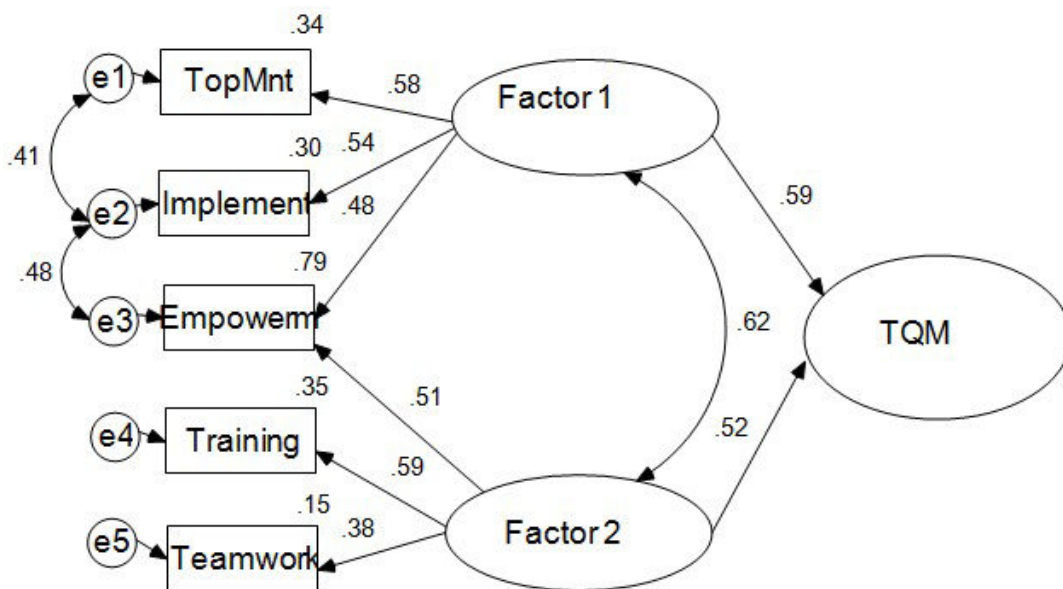 .34
e1
TopMnt
.58
Factor 1
.41
.30
.54
e2
Implement
.48
.59
.48
.79
e3
Empowerm
.62
TQM
.35
.51
e4
Training
.59
.52
.15
.38
e5
Teamwork
Factor 2